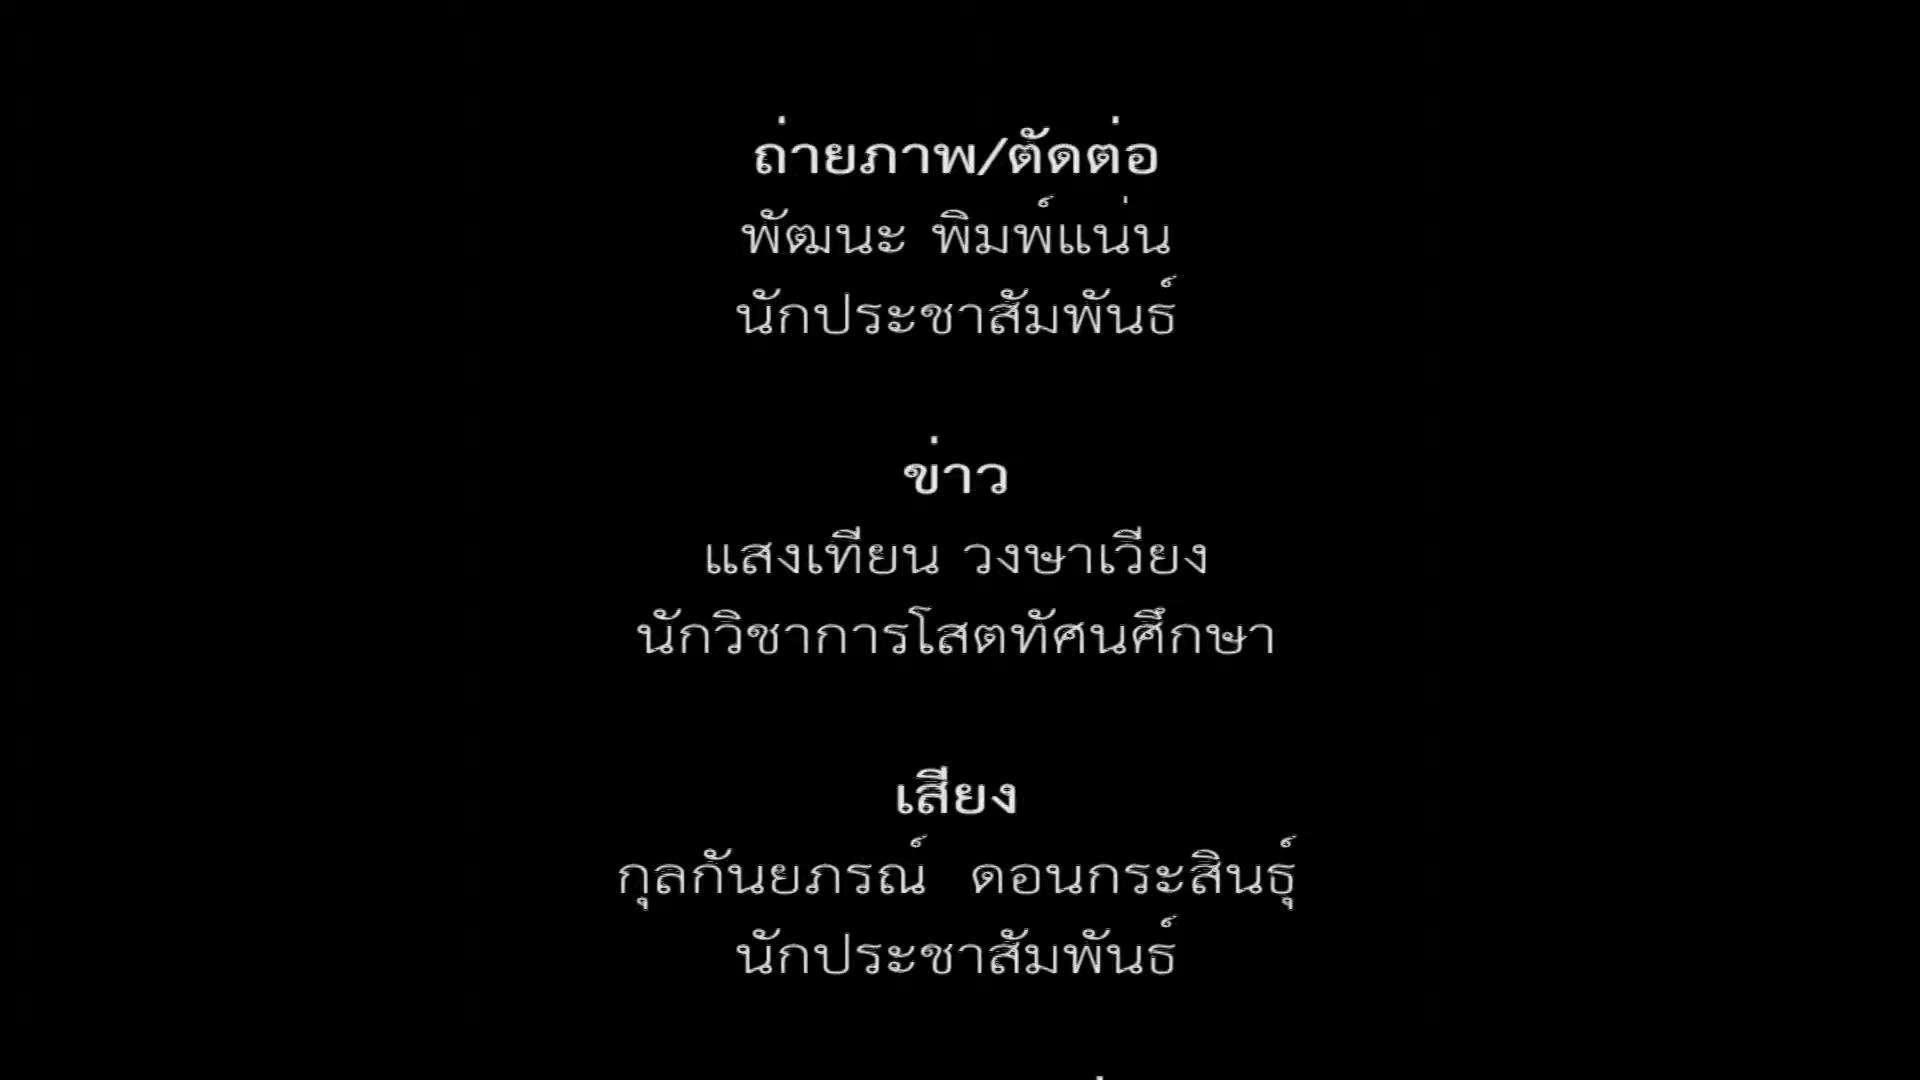 ถ่ายภาพ/ตัดต่อ
พัฒนะ พิมพ์แน่น
นักประชาสัมพันธ์
ข่าว
แสงเทียน วงษาเวียง
นักวิชาการโสตทัศนศึกษา
เสียง
กุลกันยภรณ์ ดอนกระสินธุ์
นักประชาสัมพันธ์